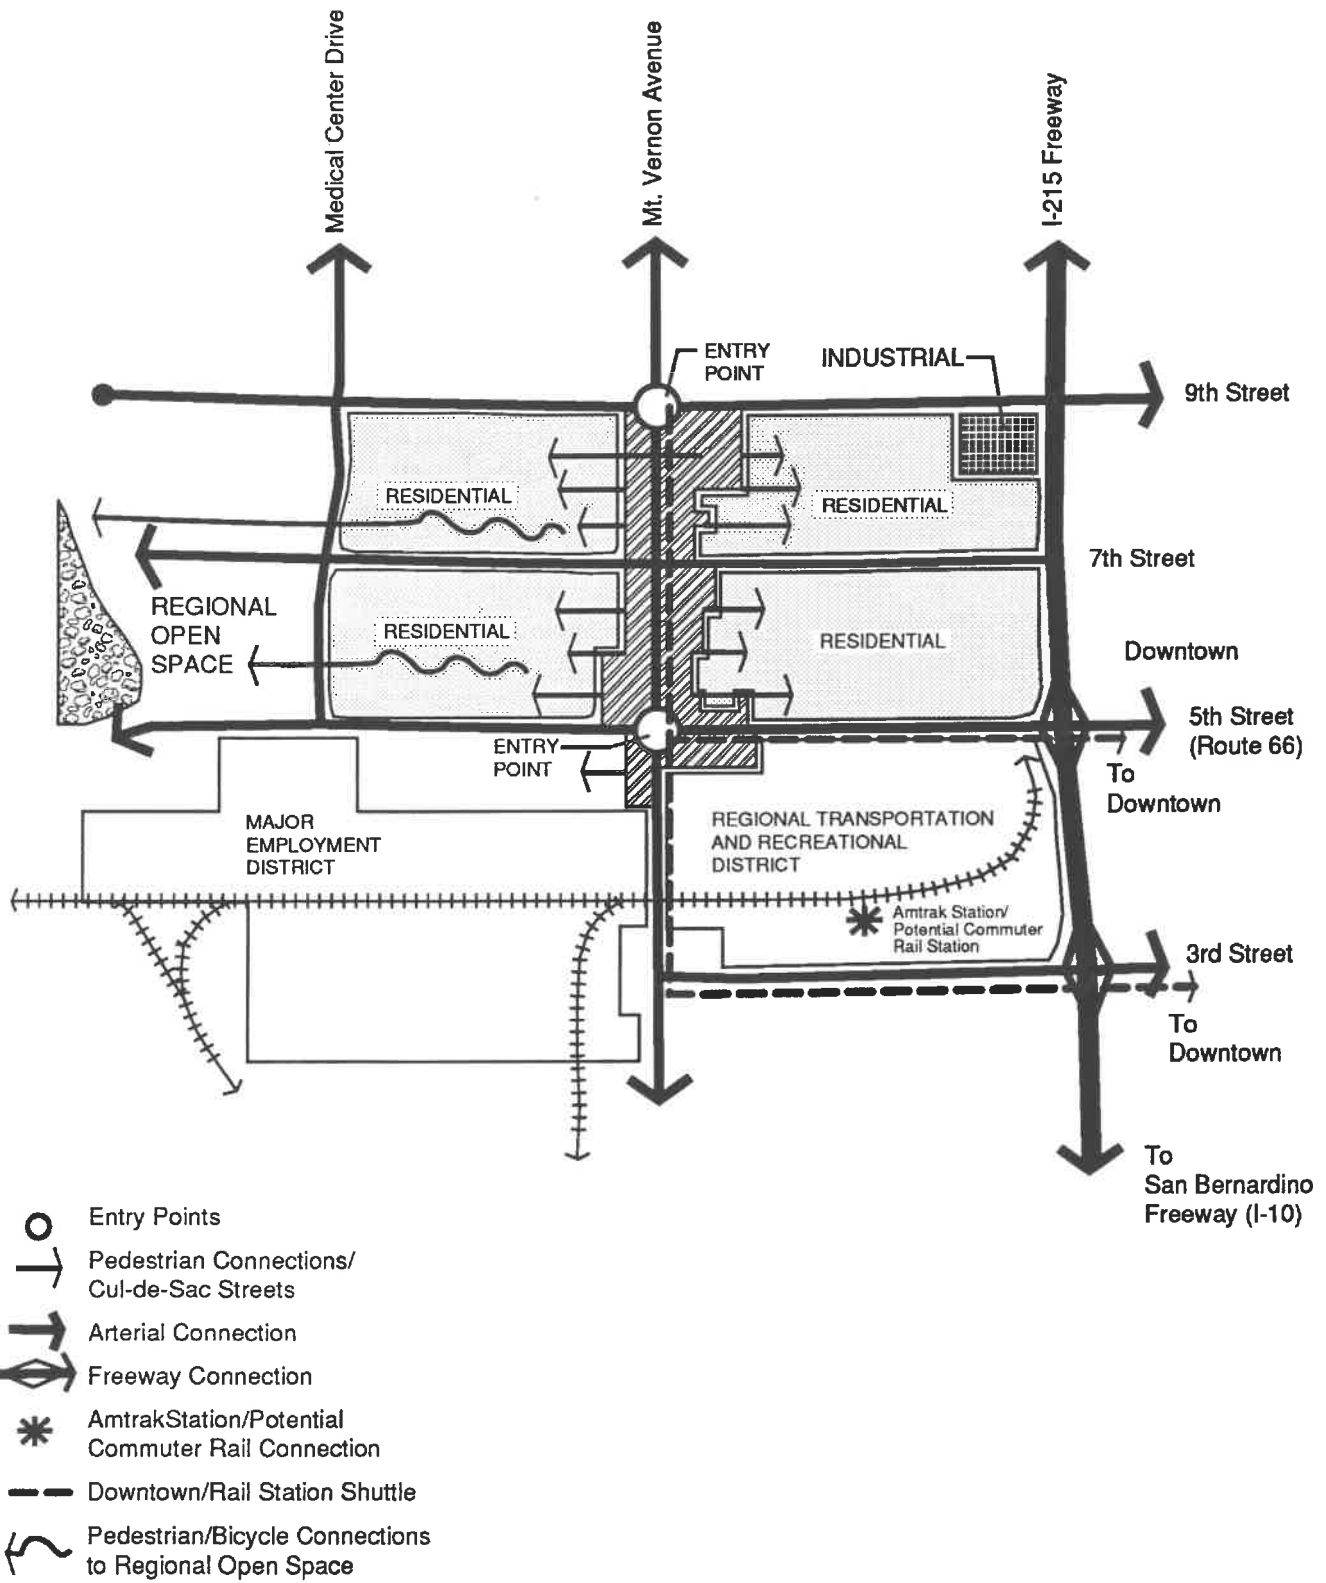 Medical Center Drive
Mt. Vernon Avenue
I-215 Freeway
ENTRY
POINT
INDUSTRIAL
9th Street
RESIDENTIAL
RESIDENTIAL
7th Street
REGIONAL
OPEN
SPACE
RESIDENTIAL
RESIDENTIAL
Downtown
5th Street
(Route 66)
ENTRY
POINT
To
Downtown
MAJOR
EMPLOYMENT
DISTRICT
REGIONAL TRANSPORTATION
AND RECREATIONAL
DISTRICT
Amtrak Station/
Potential Commuter
Rail Station
3rd Street
To
Downtown
To
San Bernardino
Freeway (I-10)
Entry Points
Pedestrian Connections/
Cul-de-Sac Streets
Arterial Connection
Freeway Connection
AmtrakStation/Potential
Commuter Rail Connection
Downtown/Rail Station Shuttle
Pedestrian/Bicycle Connections
to Regional Open Space